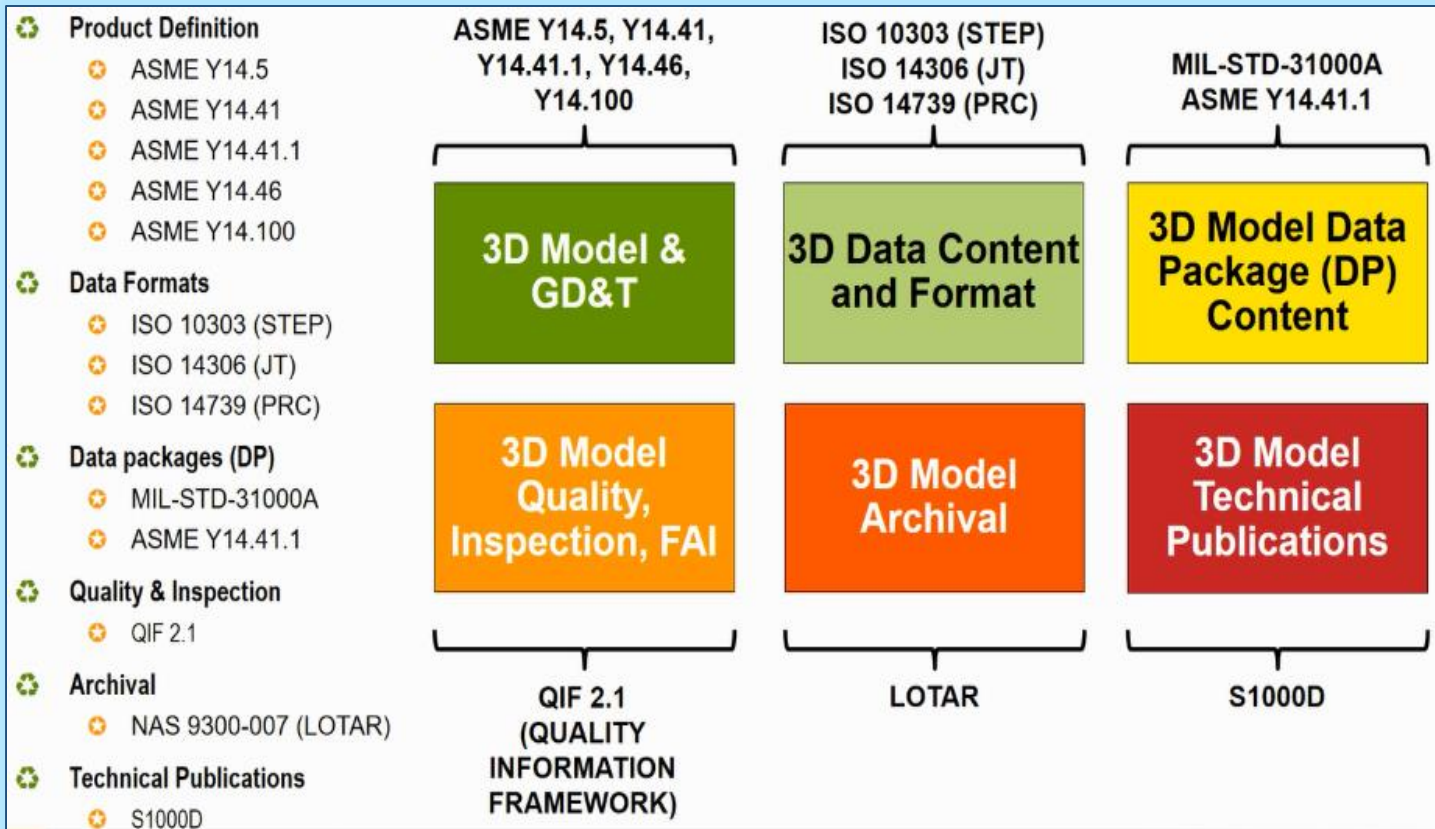 Product Definition
ASME Y14.5
ASME Y14.41
ASME Y14.41.1
ASME Y14.46
ASME Y14.100
Data Formats
ISO 10303 (STEP)
ISO 14306 (JT)
ISO 14739 (PRC)
Data packages (DP)
MIL-STD-31000A
ASME Y14.41.1
Quality & Inspection
QIF 2.1
Archival
NAS 9300-007 (LOTAR)
Technical Publications
S1000D
ASME Y14.5, Y14.41,
Y14.41.1, Y14.46,
Y14.100
3D Model &
GD&T
ISO 10303 (STEP)
ISO 14306 (JT)
ISO 14739 (PRC)
3D Data Content
and Format
MIL-STD-31000A
ASME Y14.41.1
3D Model Data
Package (DP)
Content
3D Model
Quality,
Inspection, FAI
QIF 2.1
(QUALITY
INFORMATION
FRAMEWORK)
3D Model
Archival
LOTAR
3D Model
Technical
Publications
S1000D